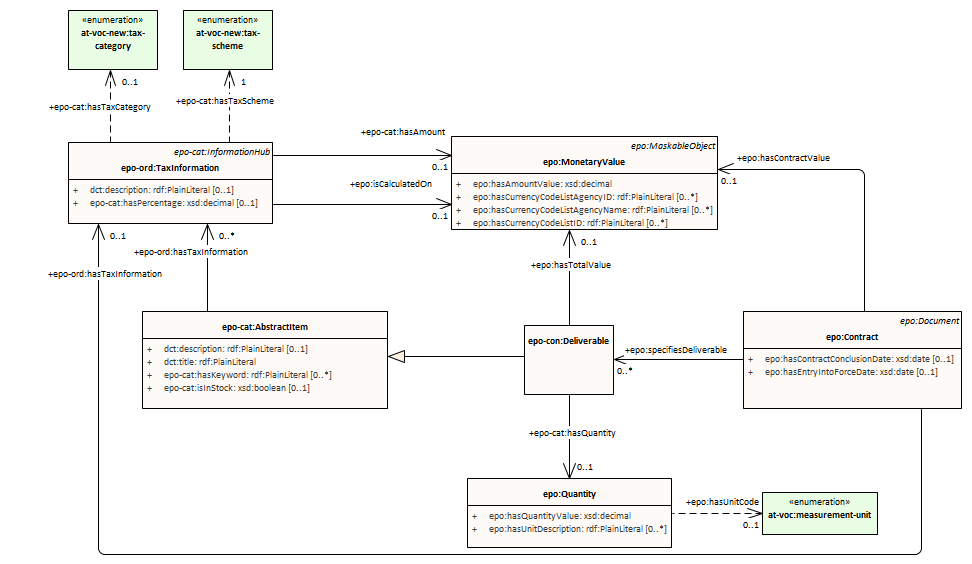 «enumeration»
at-voc-new:tax-
category
«enumeration»
at-voc-new:tax-
scheme
0..1
1
+epo-cat:hasTaxCategory
+epo-cat:hasTaxScheme
epo-cat:InformationHub
epo-ord:TaxInformation
+ dct:description: rdf:PlainLiteral [0..1]
+ epo-cat:hasPercentage: xsd:decimal [0..1]
+epo-cat:hasAmount
0..1
+epo:isCalculatedOn
0..1
epo:MaskableObject
epo:MonetaryValue
+ epo:hasAmountValue: xsd:decimal
+ epo:hasCurrencyCodeListAgencyID: rdf:PlainLiteral [0..*]
+ epo:hasCurrencyCodeListAgencyName: rdf:PlainLiteral [0..*]
+ epo:hasCurrencyCodeListID: rdf:PlainLiteral [0..*]
+epo:hasContractValue
0..1
0..1
0..*
+epo-ord:hasTaxInformation
+epo-ord:hasTaxInformation
0..1
+epo:hasTotalValue
epo-cat:AbstractItem
+ dct:description: rdf:PlainLiteral [0..1]
+ dct:title: rdf:PlainLiteral
+ epo-cat:hasKeyword: rdf:PlainLiteral [0..*]
+ epo-cat:isInStock: xsd:boolean [0..1]
epo-con:Deliverable
+epo:specifiesDeliverable
0..*
epo:Document
epo:Contract
+ epo:hasContractConclusionDate: xsd:date [0..1]
+ epo:hasEntryIntoForceDate: xsd:date [0..1]
+epo-cat:hasQuantity
0..1
epo:Quantity
+ epo:hasQuantityValue: xsd:decimal
+ epo:hasUnitDescription: rdf:PlainLiteral [0..*]
+epo:hasUnitCode
0..1
«enumeration»
at-voc:measurement-unit